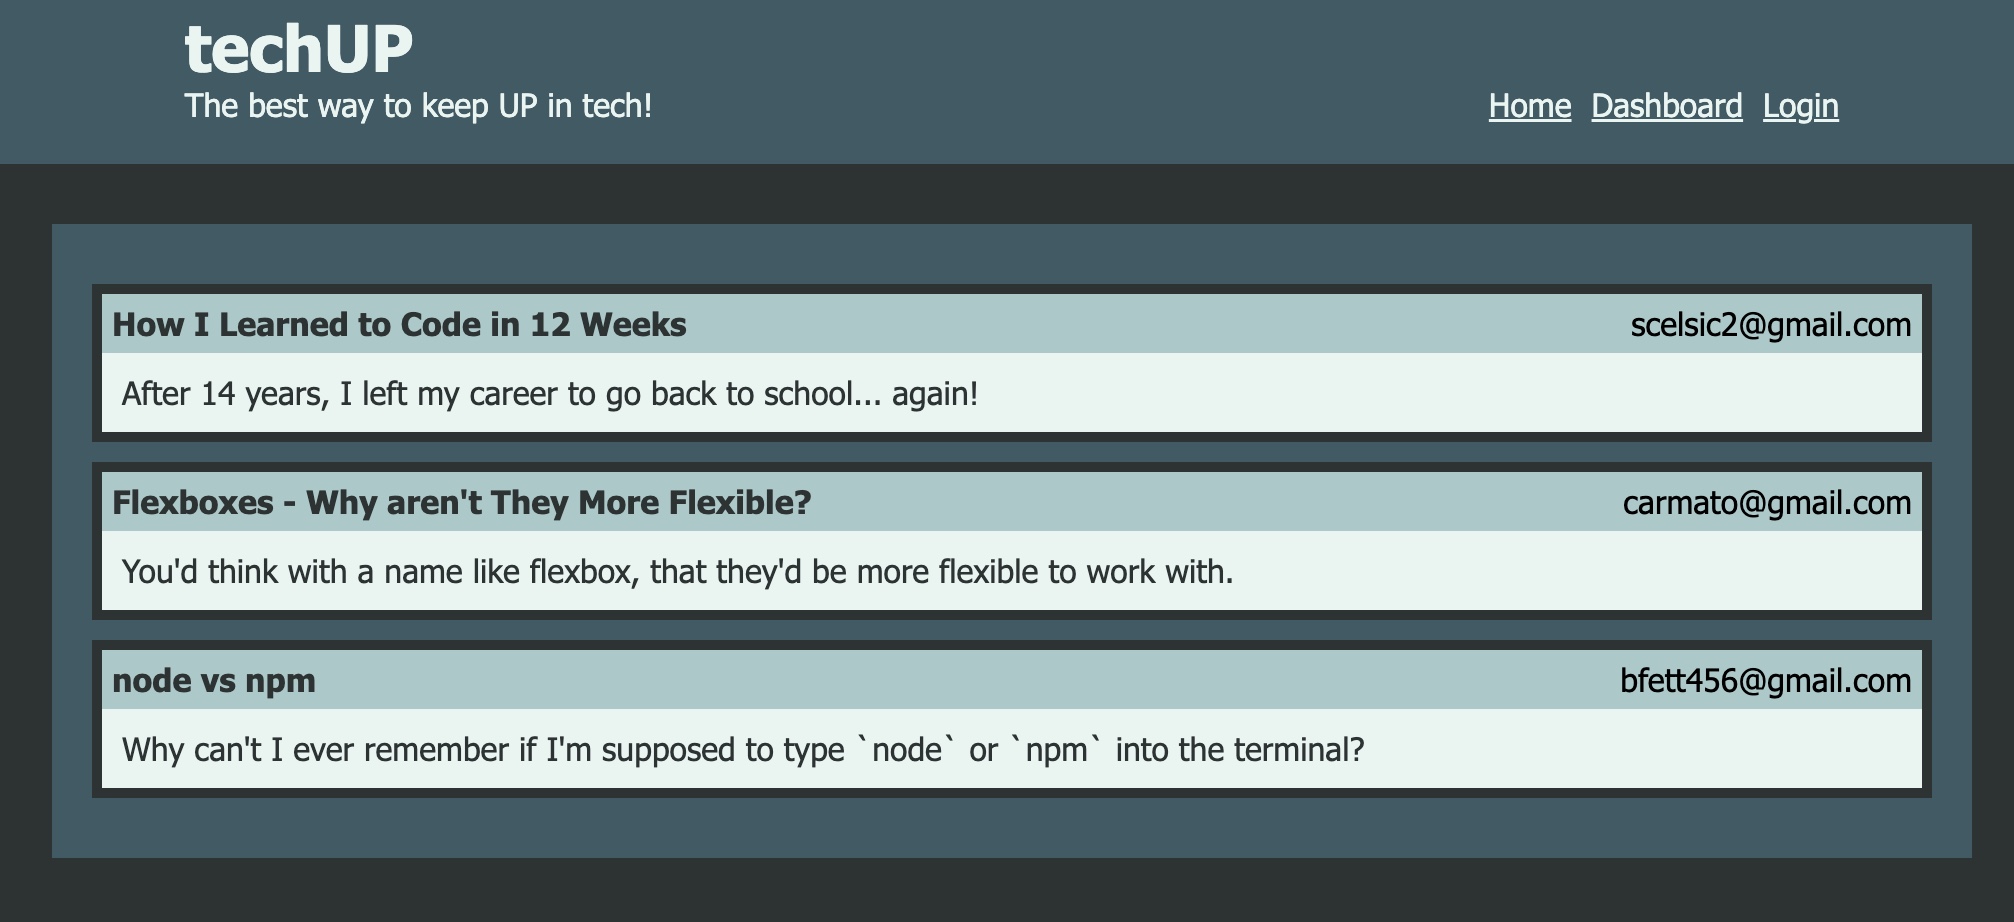 techUP
The best way to keep UP in tech!
Home Dashboard Login
How I Learned to Code in 12 Weeks scelsic2@gmail.com
After 14 years, I left my career to go back to school... again!
Flexboxes - Why aren't They More Flexible? carmato@gmail.com
You'd think with a name like flexbox, that they'd be more flexible to work with.
node vs npm bfett456@gmail.com
Why can't I ever remember if I'm supposed to type `node` or `npm` into the terminal?